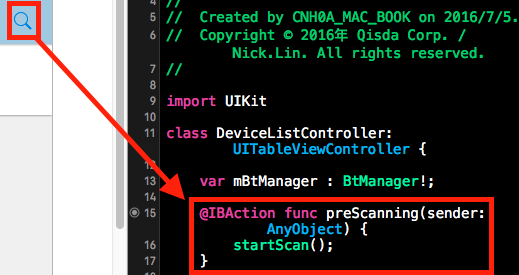 4 //
5 // Created by CNH0A_MAC_BOOK on 2016/7/5.
6 // Copyright © 2016年 Qisda Corp. /
Nick.Lin. All rights reserved.
7 //
8
9 import UIKit
10
11 class DeviceListController:
UITableViewController {
12
13 var mBtManager : BtManager!;
14
15 @IBAction func preScanning(sender:
AnyObject) {
16 startScan();
17 }